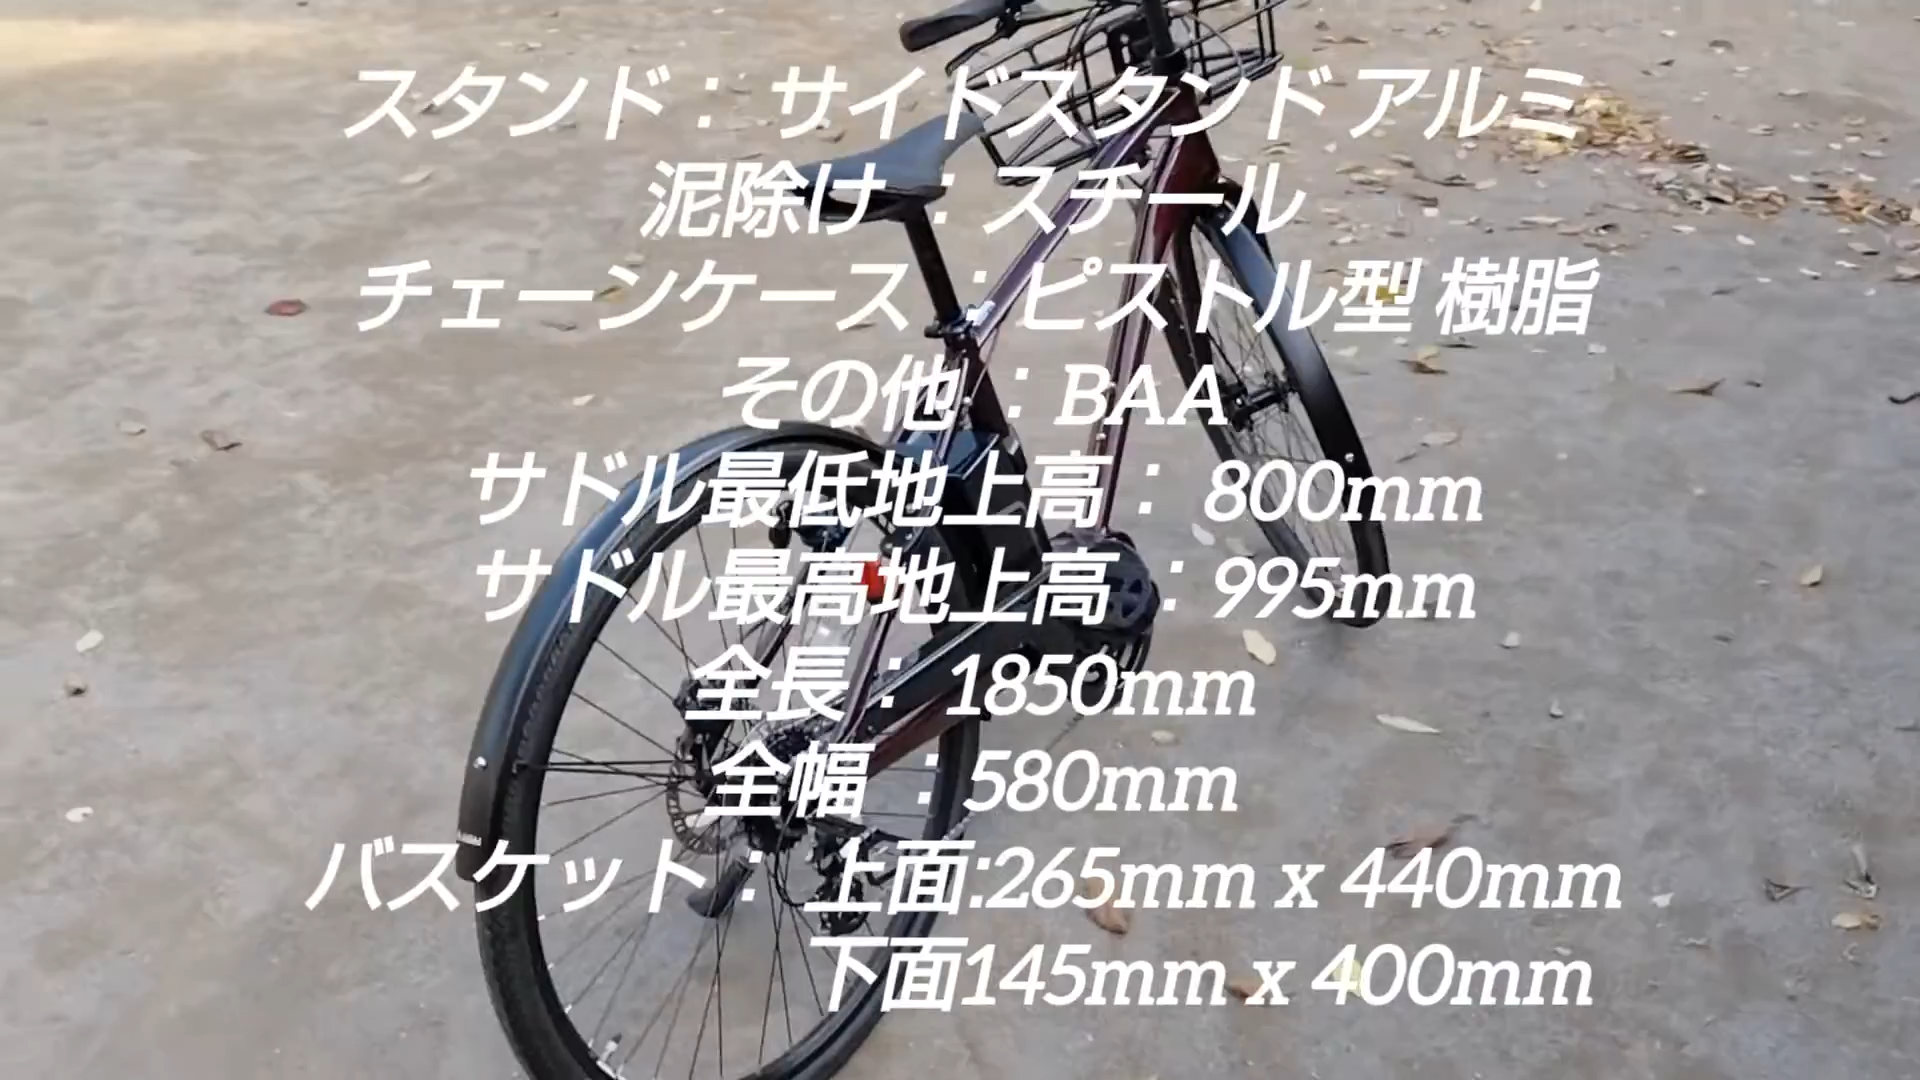 スタンド： サイドスタンド アルミ
泥除け ：スチール
チェーンケース ：ピストル型 樹脂
その他 ：BAA
サドル最低地上高： 800mm
サドル最高地上高 ：995mm
全長： 1850mm
全幅 ：580mm
バスケット： 上面:265mm x 440mm
下面145mm x 400mm